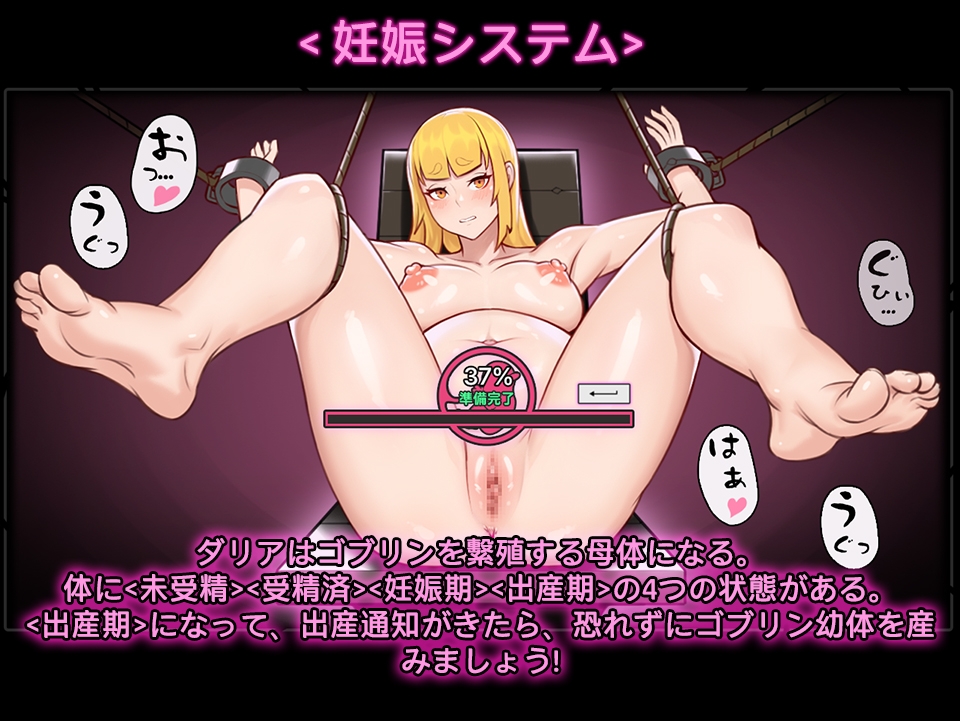 <妊娠システム>
おっ…
うぐっ
ぐひぃ…
37%
準備完了
はぁ
うぐっ
ダリアはゴブリンを繫殖する母体になる。
体に<未受精><受精済><妊娠期><出産期>の4つの状態がある。
<出産期>になって、出産通知がきたら、恐れずにゴブリン幼体を産
みましょう!